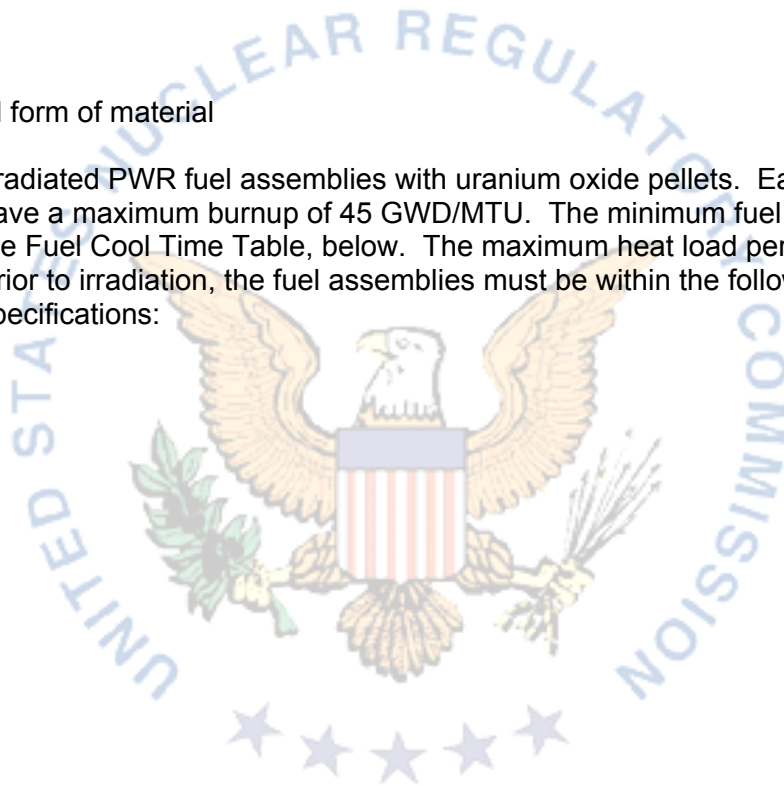 UNITED STATES NUCLEAR REGULATORY COMMISSION
form of material
radiated PWR fuel assemblies with uranium oxide pellets. Ea
ave a maximum burnup of 45 GWD/MTU. The minimum fuel
e Fuel Cool Time Table, below. The maximum heat load per
rior to irradiation, the fuel assemblies must be within the follow
pecifications: